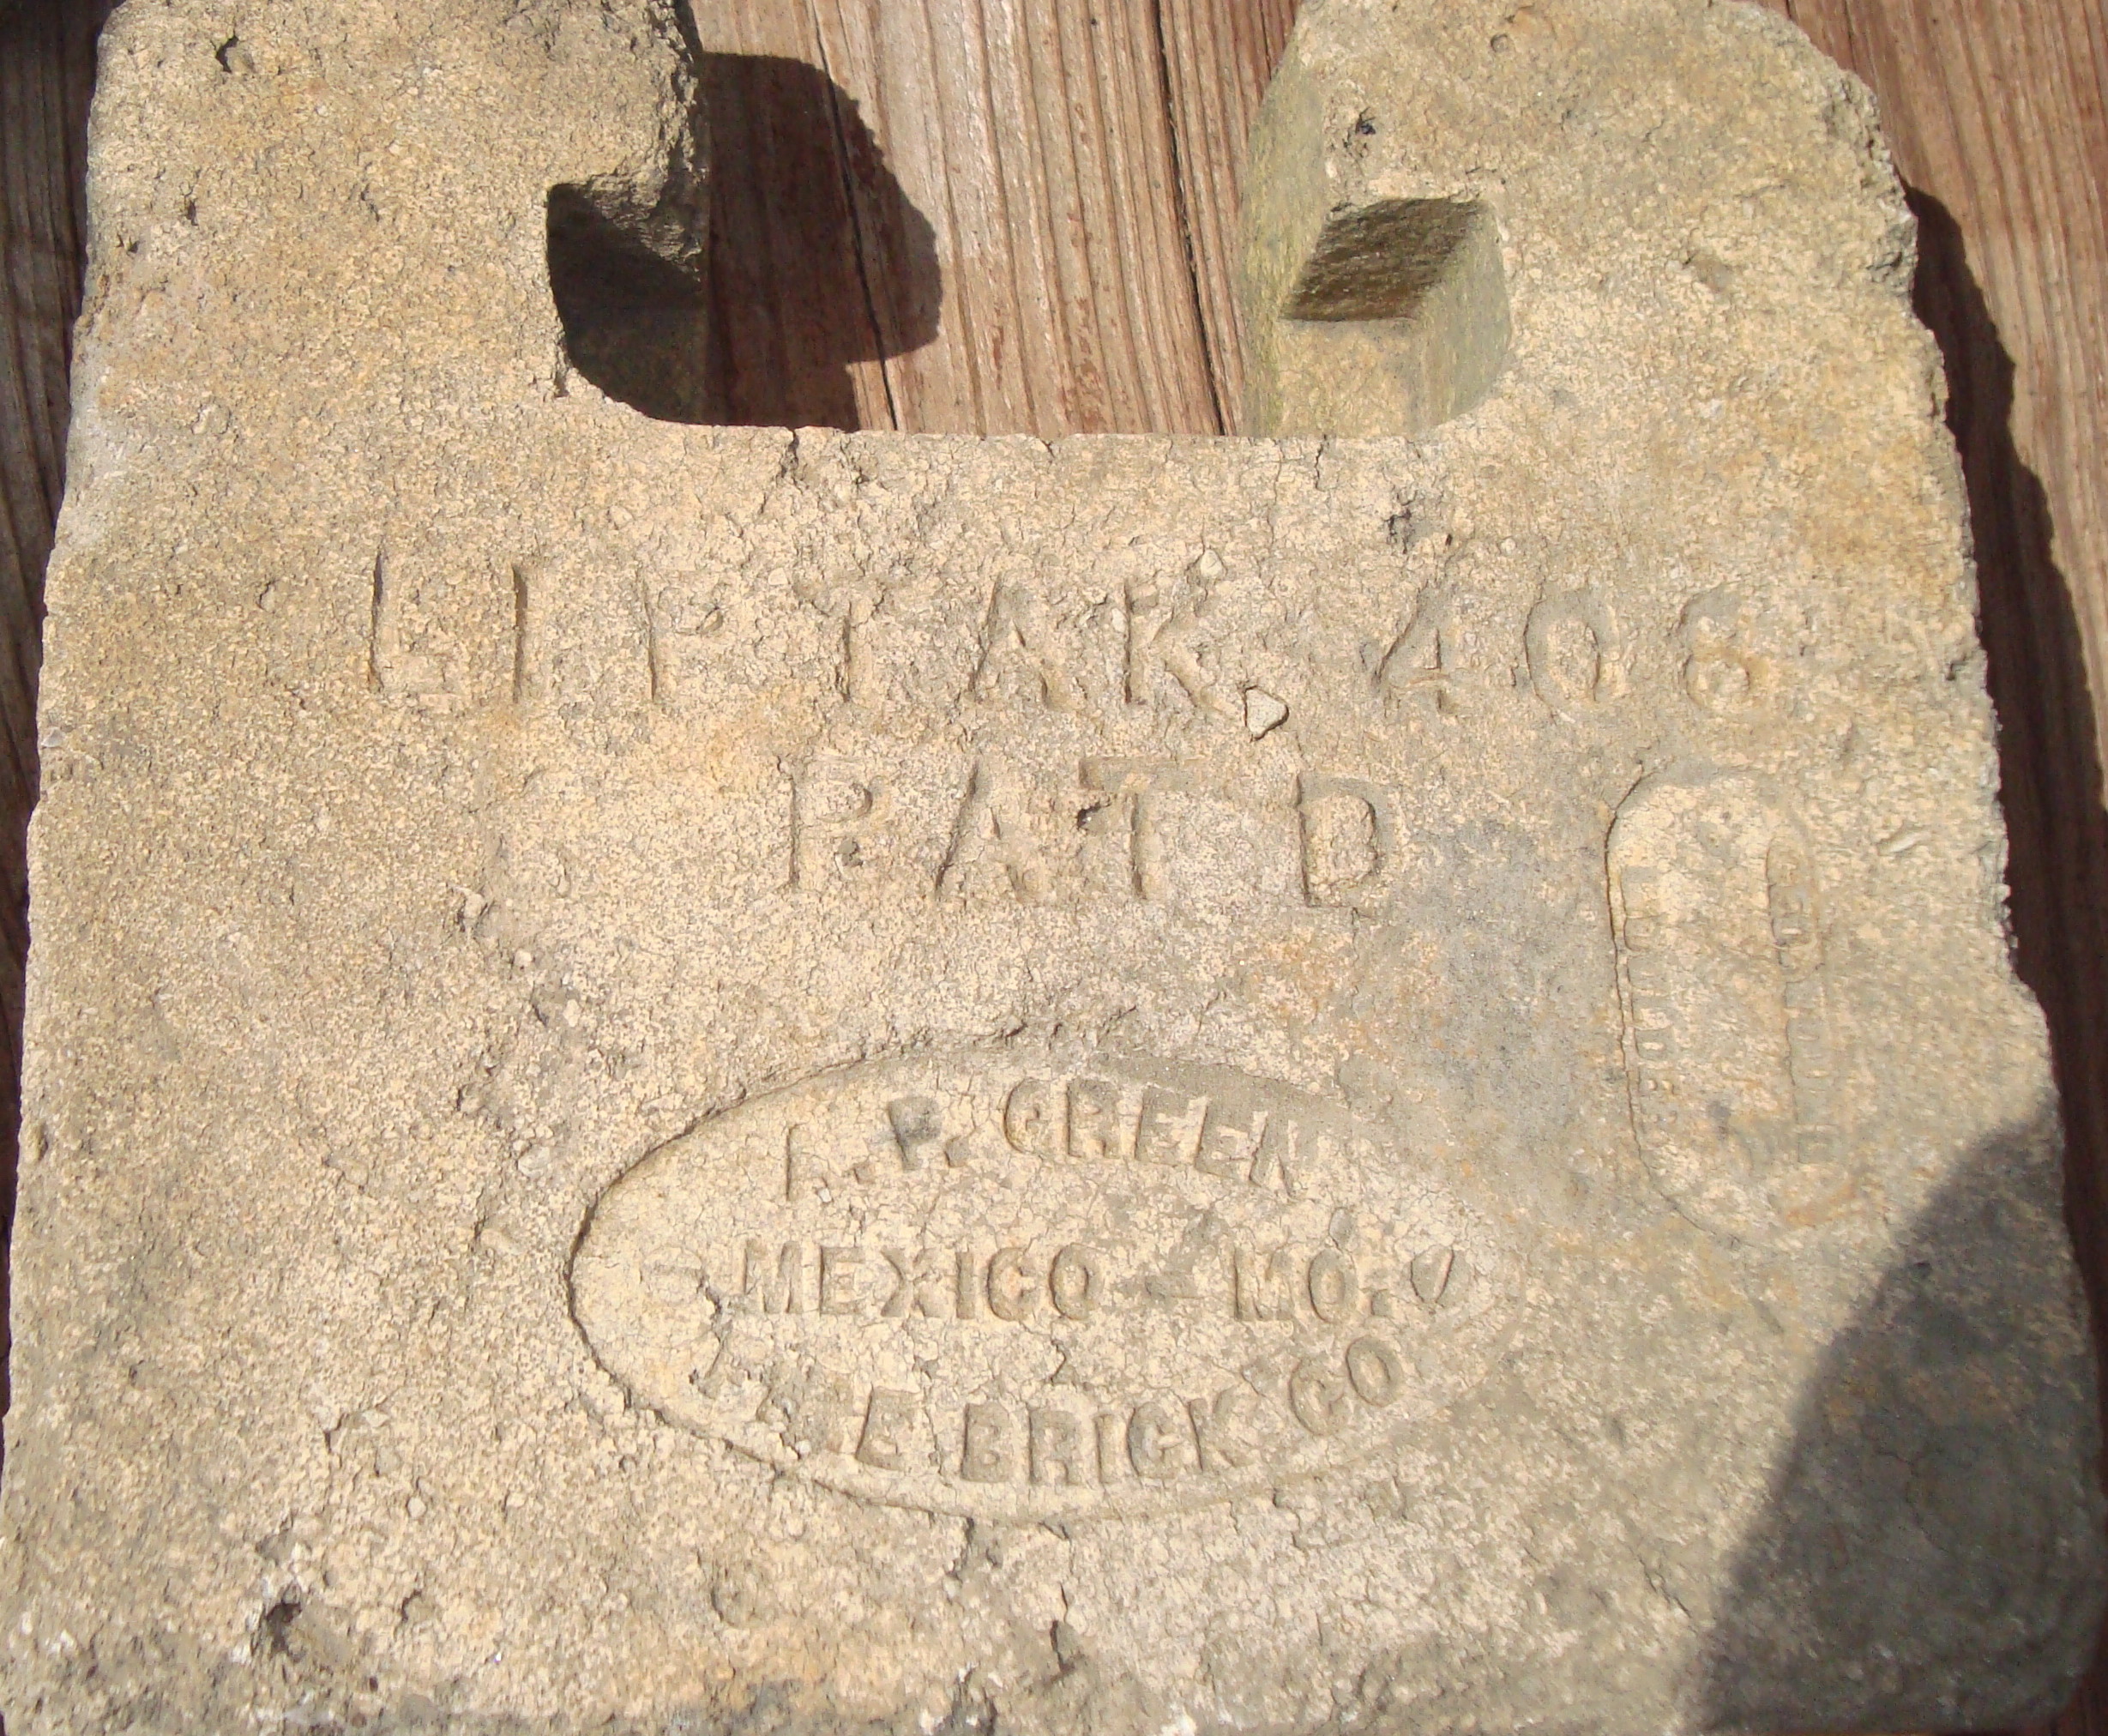 LIPTAK 406
PAT D
A.P. GREEN
MEXICO - MO.
BRICK CO.